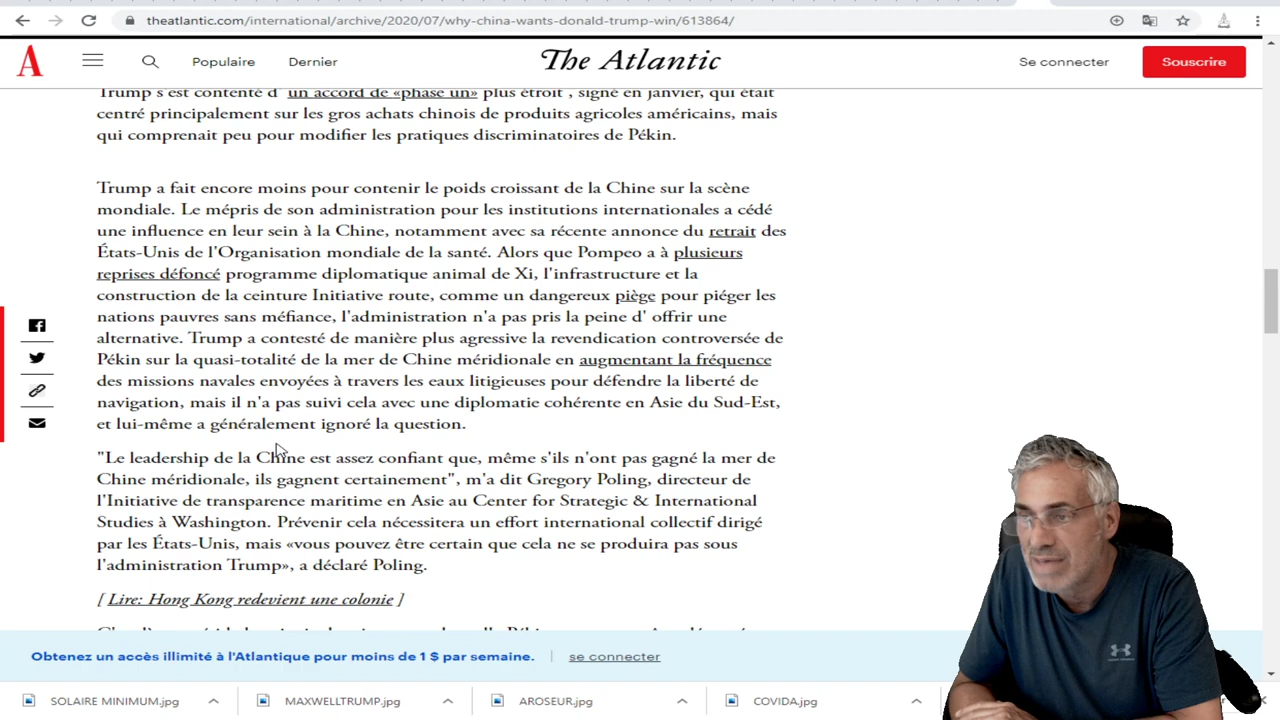 theatlantic.com/international/archive/2020/07/why-china-wants-donald-trump-win/613864/
A
Populaire
Dernier
The Atlantic
Se connecter
Souscrire
Trump s'est contenté d' un accord de «phase un» plus étroit , signé en janvier, qui était
centré principalement sur les gros achats chinois de produits agricoles américains, mais
qui comprenait peu pour modifier les pratiques discriminatoires de Pékin.
Trump a fait encore moins pour contenir le poids croissant de la Chine sur la scène
mondiale. Le mépris de son administration pour les institutions internationales a cédé
une influence en leur sein à la Chine, notamment avec sa récente annonce du retrait des
États-Unis de l'Organisation mondiale de la santé. Alors que Pompeo a à plusieurs
reprises défoncé programme diplomatique animal de Xi, l'infrastructure et la
construction de la ceinture Initiative route, comme un dangereux piège pour piéger les
nations pauvres sans méfiance, l'administration n'a pas pris la peine d' offrir une
alternative. Trump a contesté de manière plus agressive la revendication controversée de
Pékin sur la quasi-totalité de la mer de Chine méridionale en augmentant la fréquence
des missions navales envoyées à travers les eaux litigieuses pour défendre la liberté de
navigation, mais il n'a pas suivi cela avec une diplomatie cohérente en Asie du Sud-Est,
et lui-même a généralement ignoré la question.
"Le leadership de la Chine est assez confiant que, même s'ils n'ont pas gagné la mer de
Chine méridionale, ils gagnent certainement", m'a dit Gregory Poling, directeur de
l'Initiative de transparence maritime en Asie au Center for Strategic & International
Studies à Washington. Prévenir cela nécessitera un effort international collectif dirigé
par les États-Unis, mais «vous pouvez être certain que cela ne se produira pas sous
l'administration Trump», a déclaré Poling.
[ Lire: Hong Kong redevient une colonie ]
Obtenez un accès illimité à l'Atlantique pour moins de 1 $ par semaine.
se connecter
SOLAIRE MINIMUM.jpg
MAXWELLTRUMP.jpg
AROSEUR.jpg
COVIDA.jpg